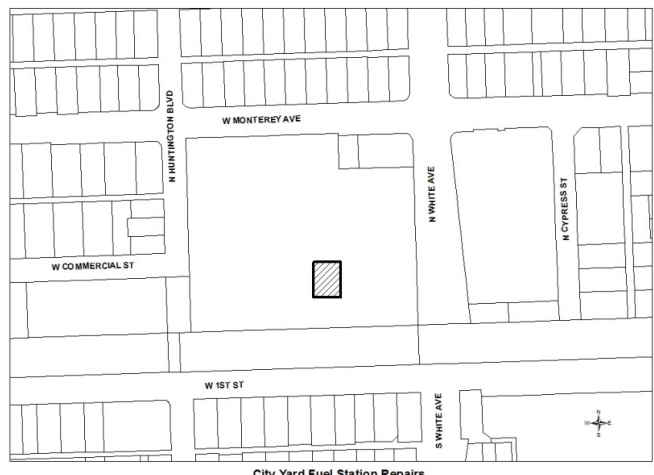 N HUNTINGTON BLVD
W MONTEREY AVE
N WHITE AVE
N CYPRESS ST
W COMMERCIAL ST
W 1ST ST
S WHITE AVE
N
W E
S
City Yard Fuel Station Repairs